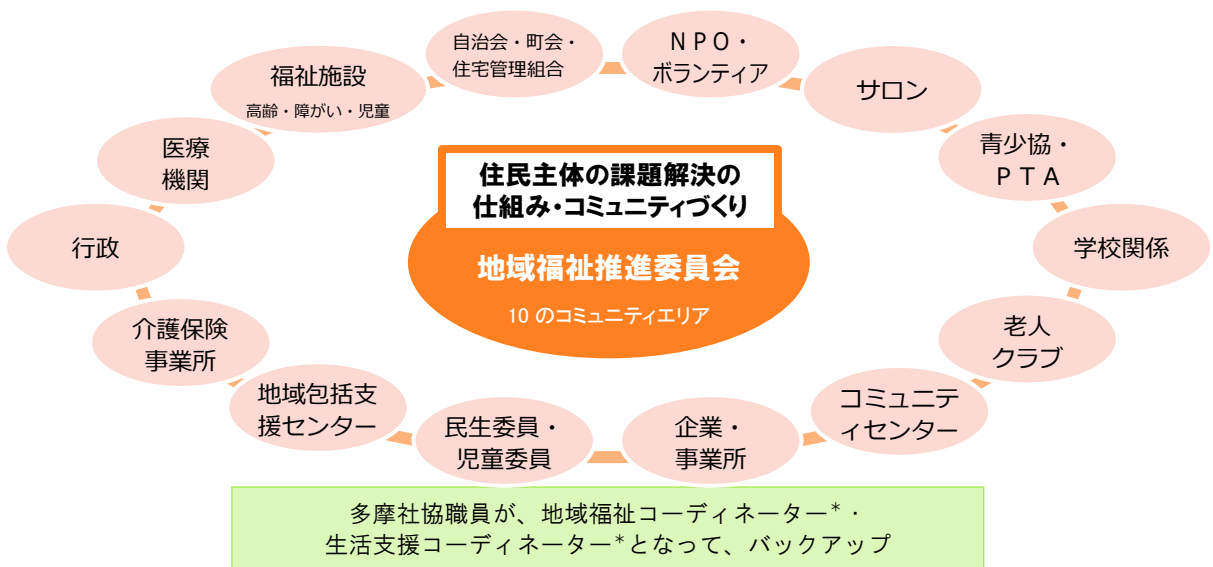 自治会・町会・
住宅管理組合
ＮＰＯ・
ボランティア
福祉施設
高齢・障がい・児童
サロン
医療
機関
青少協・
ＰＴＡ
住民主体の課題解決の
仕組み・コミュニティづくり
行政
学校関係
地域福祉推進委員会
10 のコミュニティエリア
介護保険
事業所
老人
クラブ
地域包括支
援センター
コミュニテ
ィセンター
民生委員・
児童委員
企業・
事業所
多摩社協職員が、地域福祉コーディネーター*・
生活支援コーディネーター*となって、バックアップ